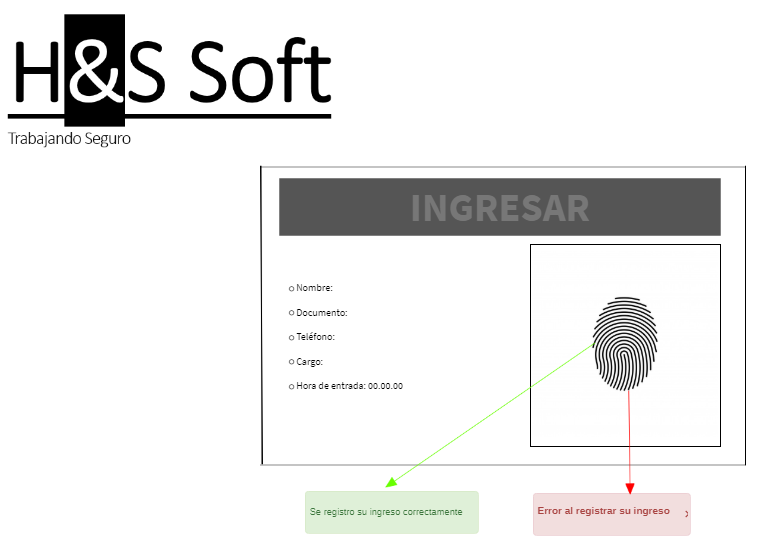 H&S Soft
Trabajando Seguro
INGRESAR
Nombre:
Documento:
Teléfono:
Cargo:
Hora de entrada: 00.00.00
Se registro su ingreso correctamente
Error al registrar su ingreso